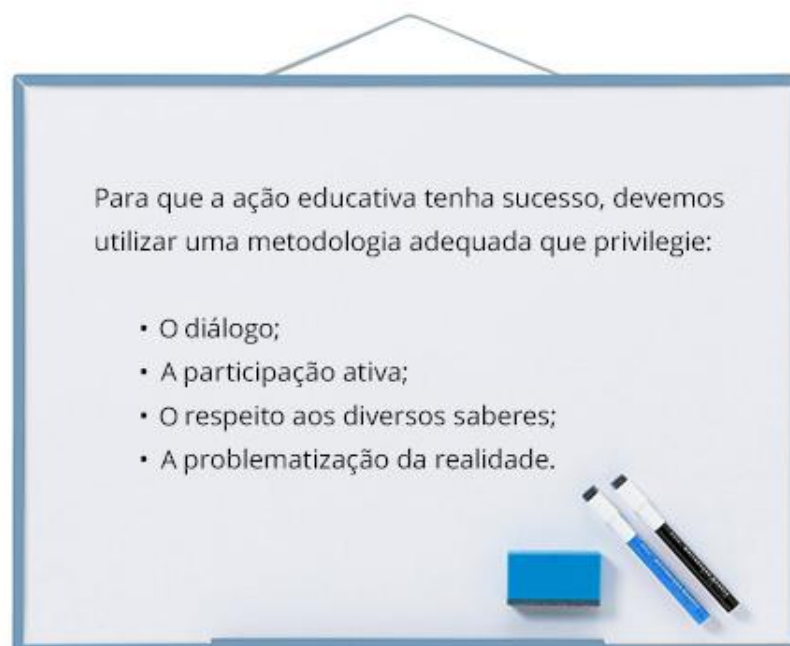 Para que a ação educativa tenha sucesso, devemos
utilizar uma metodologia adequada que privilegie:
• O diálogo;
• A participação ativa;
• O respeito aos diversos saberes;
• A problematização da realidade.